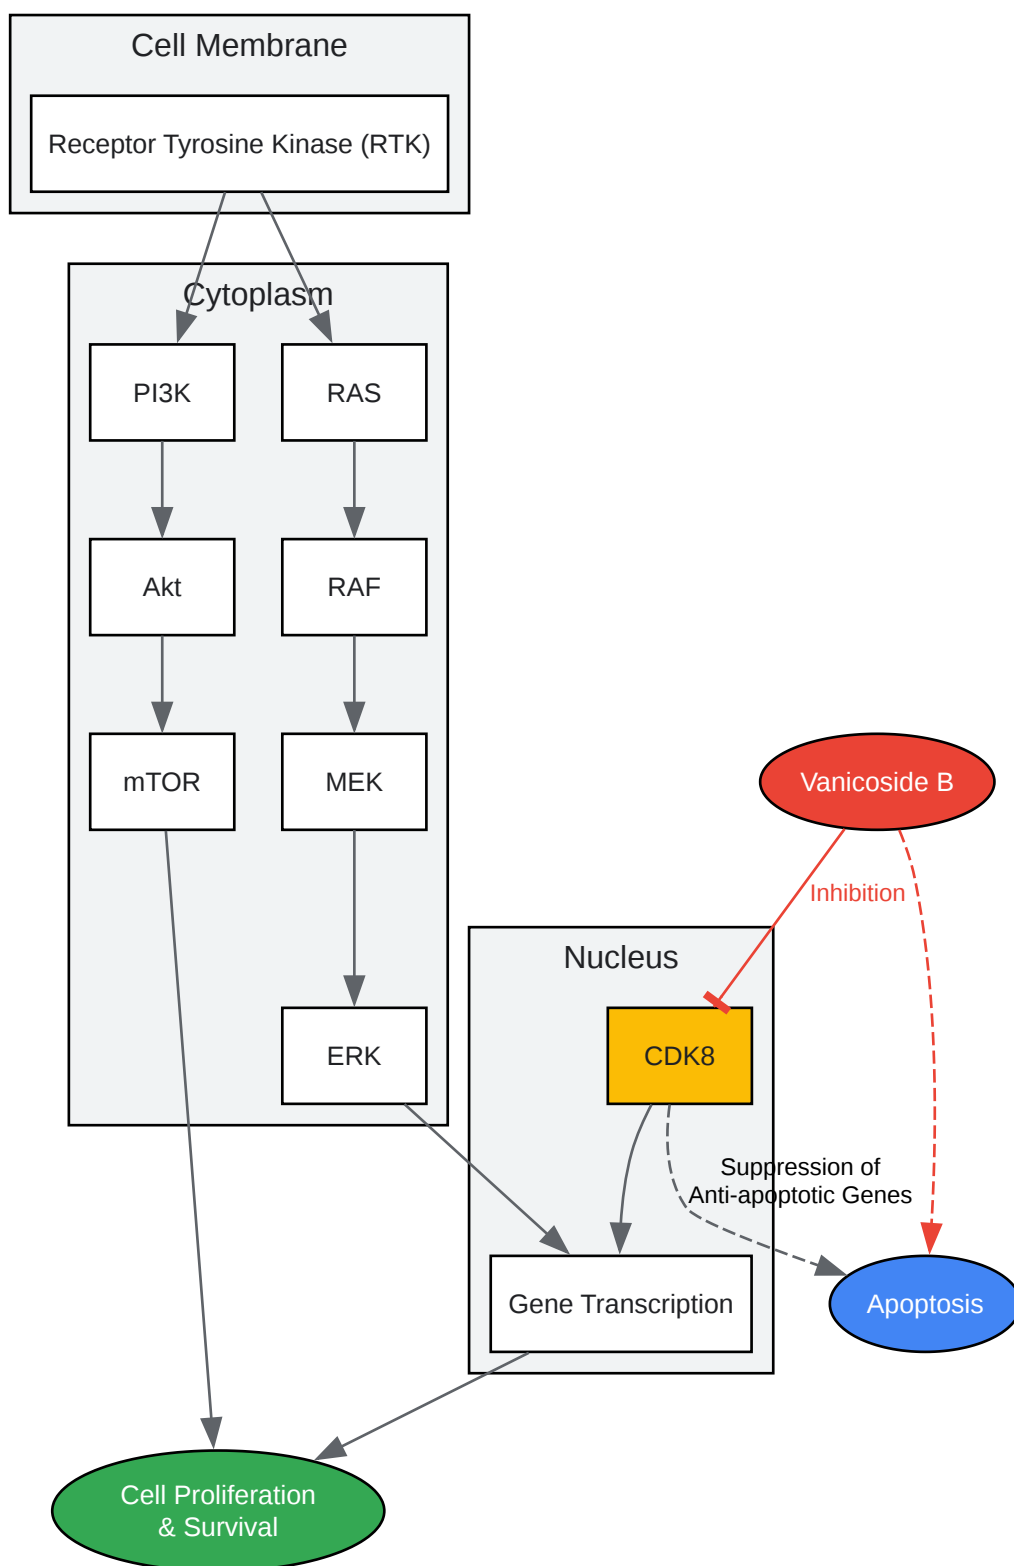 Cell Membrane
Receptor Tyrosine Kinase (RTK)
Cytoplasm
PI3K
RAS
Akt
RAF
mTOR
MEK
Vanicoside B
Inhibition
Nucleus
ERK
CDK8
Suppression of
Anti-apoptotic Genes
Gene Transcription
Apoptosis
Cell Proliferation
& Survival